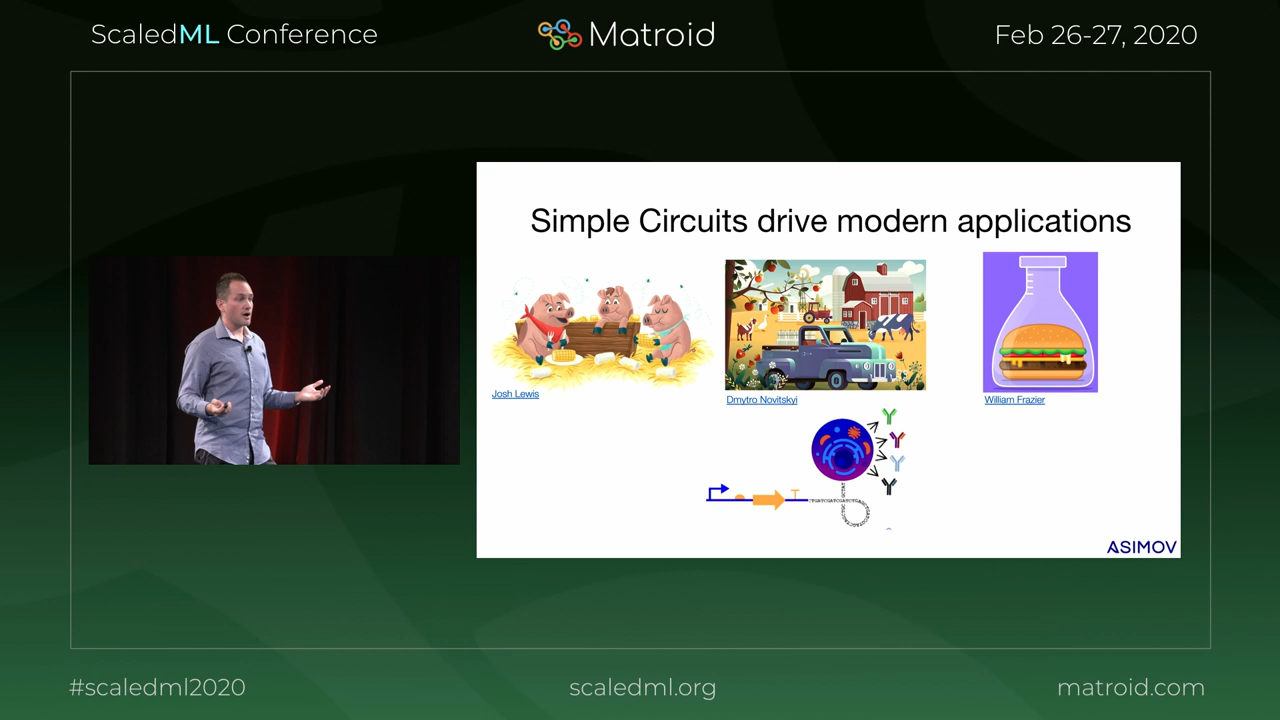 ScaledML Conference
Matroid
Feb 26-27, 2020
Simple Circuits drive modern applications
Josh Lewis
Dmytro Novitskyi
William Frazier
ASIMOV
#scaledml2020
scaledml.org
matroid.com